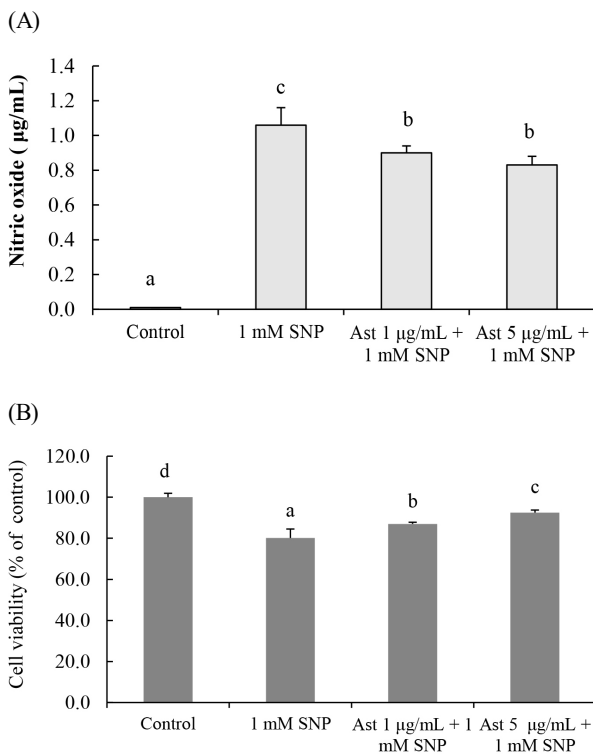 (A)
Nitric oxide ( μg/mL)
1.4
1.2
1.0
0.8
0.6
0.4
0.2
0.0
a
c
b
b
Control
1 mM SNP
Ast 1 μg/mL +
1 mM SNP
Ast 5 μg/mL +
1 mM SNP
(B)
Cell viability (% of control)
120.0
100.0
80.0
60.0
40.0
20.0
0.0
d
a
b
c
Control
1 mM SNP
Ast 1 μg/mL + 1
mM SNP
Ast 5 μg/mL +
1 mM SNP